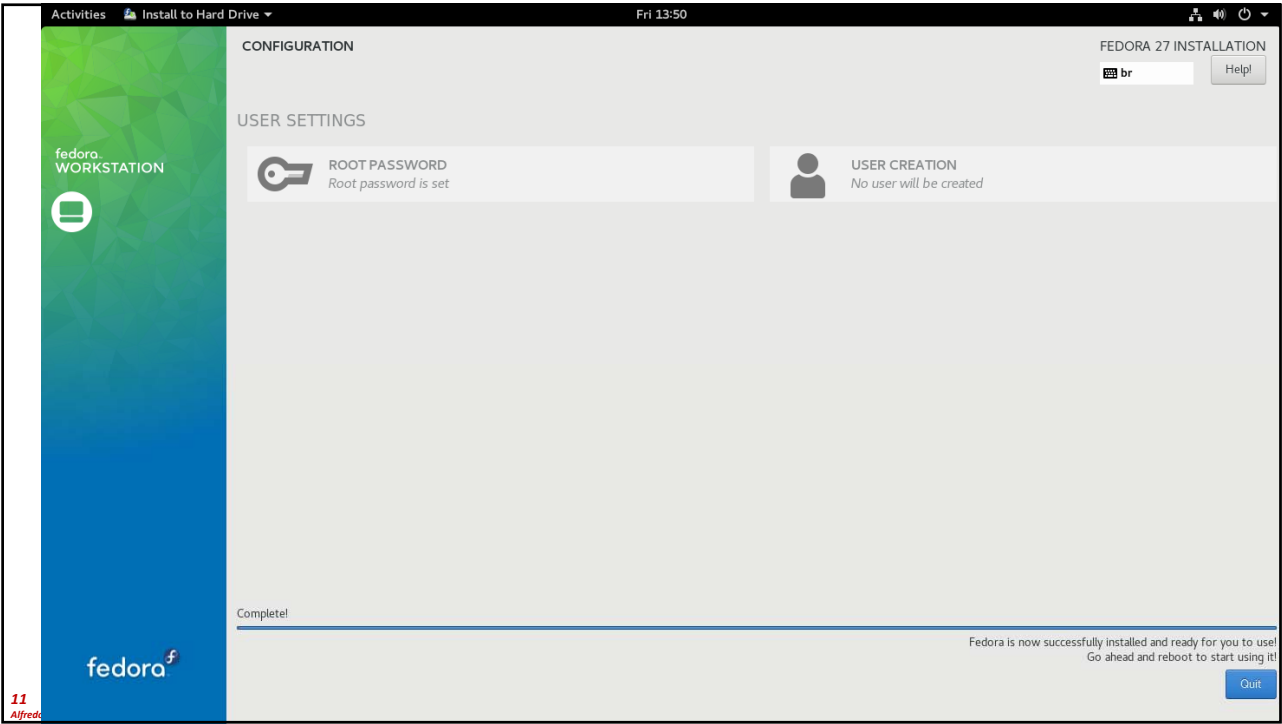 Activities Install to Hard Drive Fri 13:50
CONFIGURATION
FEDORA 27 INSTALLATION
br
Help!
USER SETTINGS
fedora
WORKSTATION
ROOT PASSWORD
Root password is set
USER CREATION
No user will be created
Complete!
Fedora is now successfully installed and ready for you to use!
Go ahead and reboot to start using it!
fedora
Quit
11